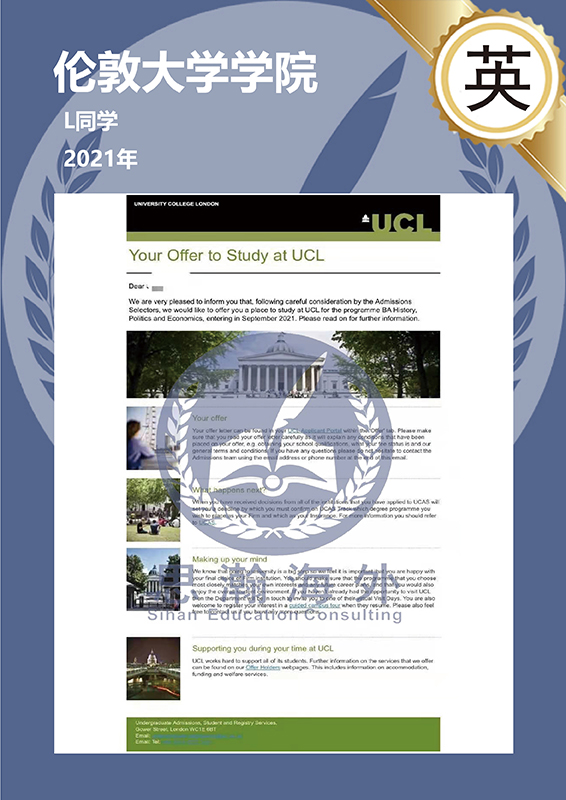 伦敦大学学院
L同学
2021年
英
UNIVERSITY COLLEGE LONDON
UCL
Your Offer to Study at UCL
Dear
We are very pleased to inform you that, following careful consideration by the Admissions
Selectors, we would like to offer you a place to study at UCL for the programme BA History,
Politics and Economics, entering in September 2021. Please read on for further information.
Your offer
Your offer letter can be found in your UCL Applicant Portal within the 'Offer' tab. Please make
sure that you read your offer letter carefully as it will explain any conditions that have been
placed on your offer, e.g. obtaining your school qualifications, what your fee status is and our
general terms and conditions. If you have any questions please do not hesitate to contact the
Admissions team using the email address or phone number at the end of this email.
What happens next?
When you have received decisions from all of the institutions that you have applied to UCAS will
set you a deadline by which you must confirm on UCAS Track which degree programme you
wish to choose as your Firm and which as your Insurance. For more information you should refer
to UCAS.
Making up your mind
We know that going to university is a big step so we feel it is important that you are happy with
your final choice of institution. You should make sure that the programme that you choose
most closely matches your own interests and future career plans and that you would also
enjoy the overall student environment. If you haven't already had the opportunity to visit UCL
then the Department will be in touch to invite you to one of their Virtual Visit Days. You are also
welcome to register your interest in a guided campus tour when they resume. Please also feel
free to contact us if you have any more questions.
思瀚海外
Sihan Education Consulting
Supporting you during your time at UCL
UCL works hard to support all of its students. Further information on the services that we offer
can be found on our Offer Holders webpages. This includes information on accommodation,
funding and welfare services.
Undergraduate Admissions, Student and Registry Services,
Gower Street, London WC1E 6BT
Email:
Email: Tel: